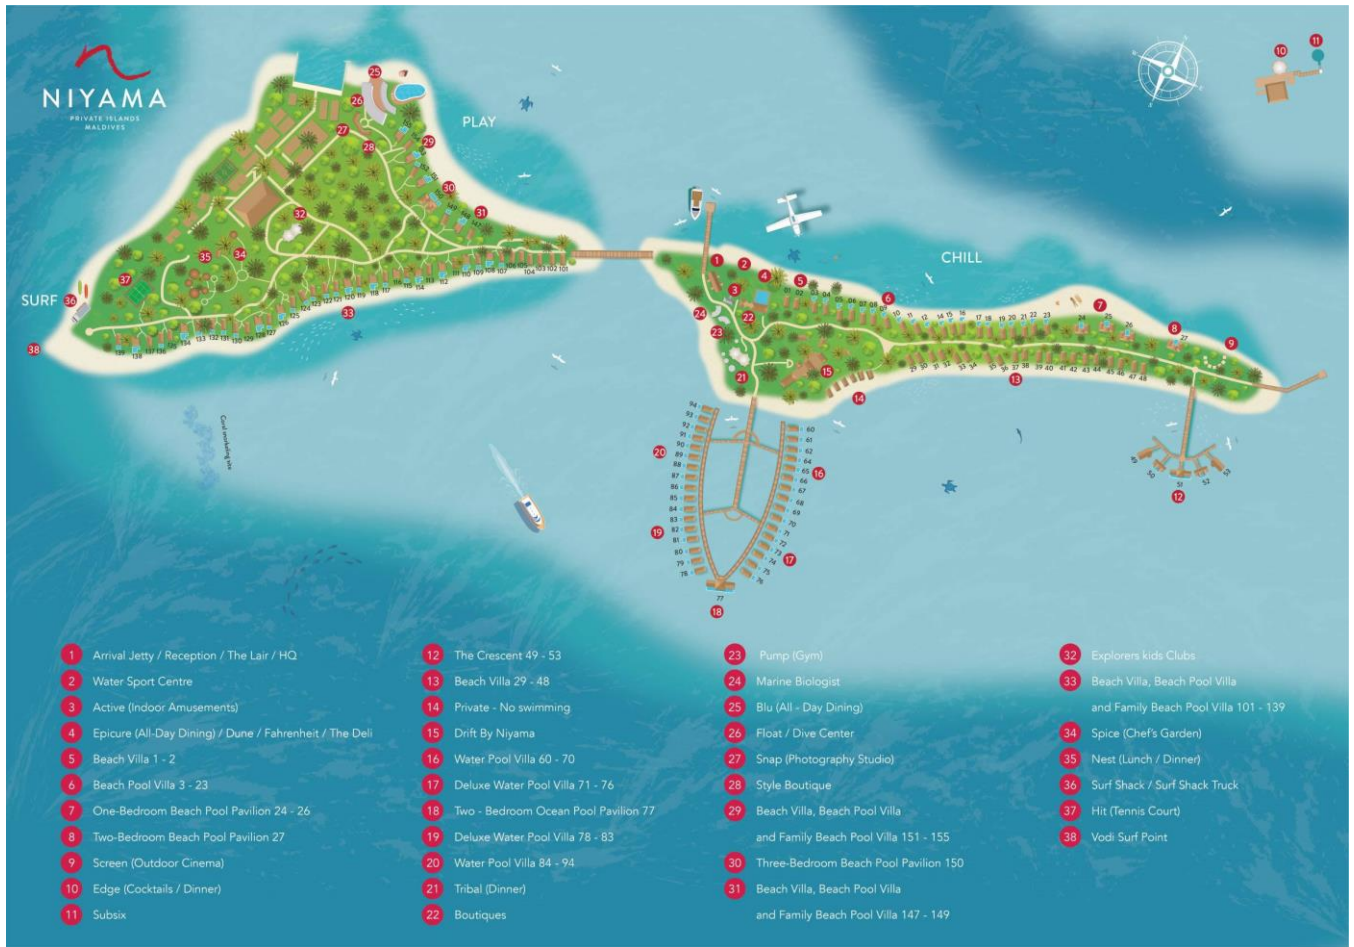 NIYAMA
PRIVATE ISLANDS
MALDIVES
PLAY
CHILL
SURF
Coral snorkeling site
1 Arrival Jetty / Reception / The Lair / HQ
2 Water Sport Centre
3 Active (Indoor Amusements)
4 Epicure (All-Day Dining) / Dune / Fahrenheit / The Deli
5 Beach Villa 1 - 2
6 Beach Pool Villa 3 - 23
7 One-Bedroom Beach Pool Pavilion 24 - 26
8 Two-Bedroom Beach Pool Pavilion 27
9 Screen (Outdoor Cinema)
10 Edge (Cocktails / Dinner)
11 Subsix
12 The Crescent 49 - 53
13 Beach Villa 29 - 48
14 Private - No swimming
15 Drift By Niyama
16 Water Pool Villa 60 - 70
17 Deluxe Water Pool Villa 71 - 76
18 Two - Bedroom Ocean Pool Pavilion 77
19 Deluxe Water Pool Villa 78 - 83
20 Water Pool Villa 84 - 94
21 Tribal (Dinner)
22 Boutiques
23 Pump (Gym)
24 Marine Biologist
25 Blu (All - Day Dining)
26 Float / Dive Center
27 Snap (Photography Studio)
28 Style Boutique
29 Beach Villa, Beach Pool Villa
and Family Beach Pool Villa 151 - 155
30 Three-Bedroom Beach Pool Pavilion 150
31 Beach Villa, Beach Pool Villa
and Family Beach Pool Villa 147 - 149
32 Explorers kids Clubs
33 Beach Villa, Beach Pool Villa
and Family Beach Pool Villa 101 - 139
34 Spice (Chef's Garden)
35 Nest (Lunch / Dinner)
36 Surf Shack / Surf Shack Truck
37 Hit (Tennis Court)
38 Vodi Surf Point